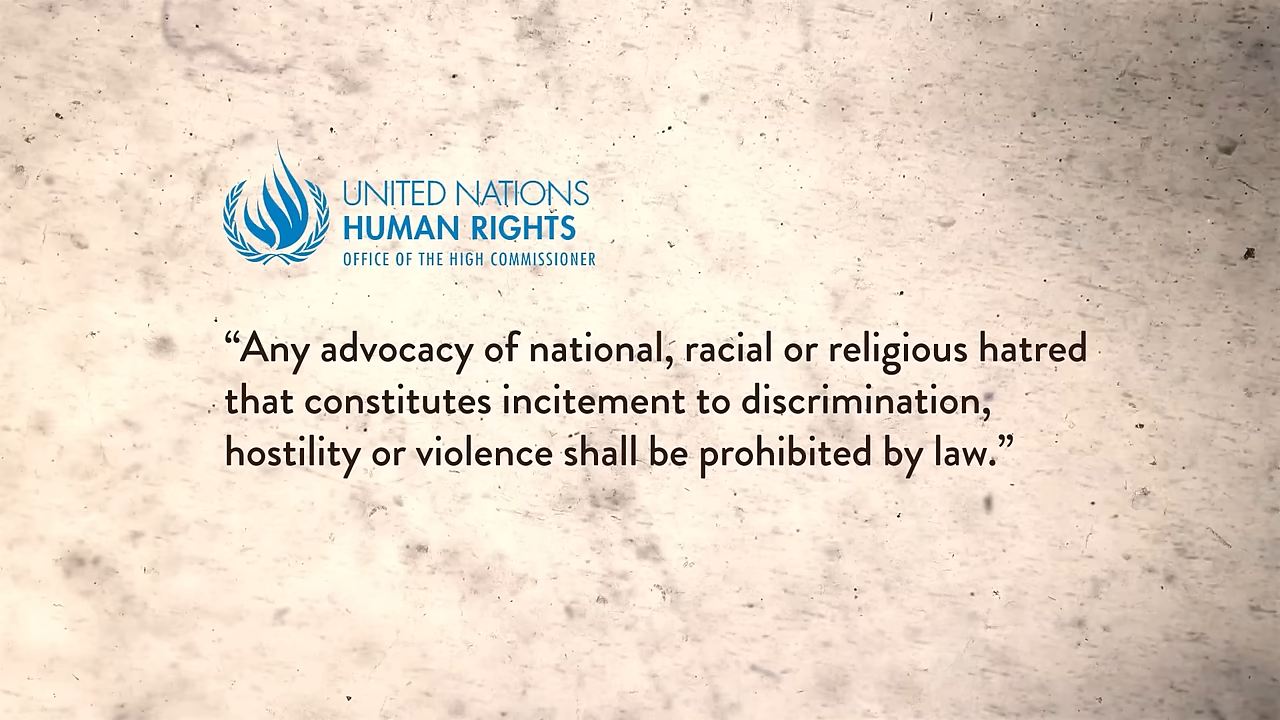 UNITED NATIONS
HUMAN RIGHTS
OFFICE OF THE HIGH COMMISSIONER
“Any advocacy of national, racial or religious hatred
that constitutes incitement to discrimination,
hostility or violence shall be prohibited by law.”